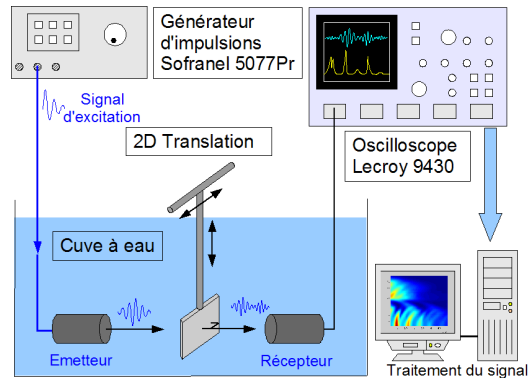 Générateur
d'impulsions
Sofranel 5077Pr
Signal
d'excitation
2D Translation
Oscilloscope
Lecroy 9430
Cuve à eau
N
Emetteur
Récepteur
Traitement du signal